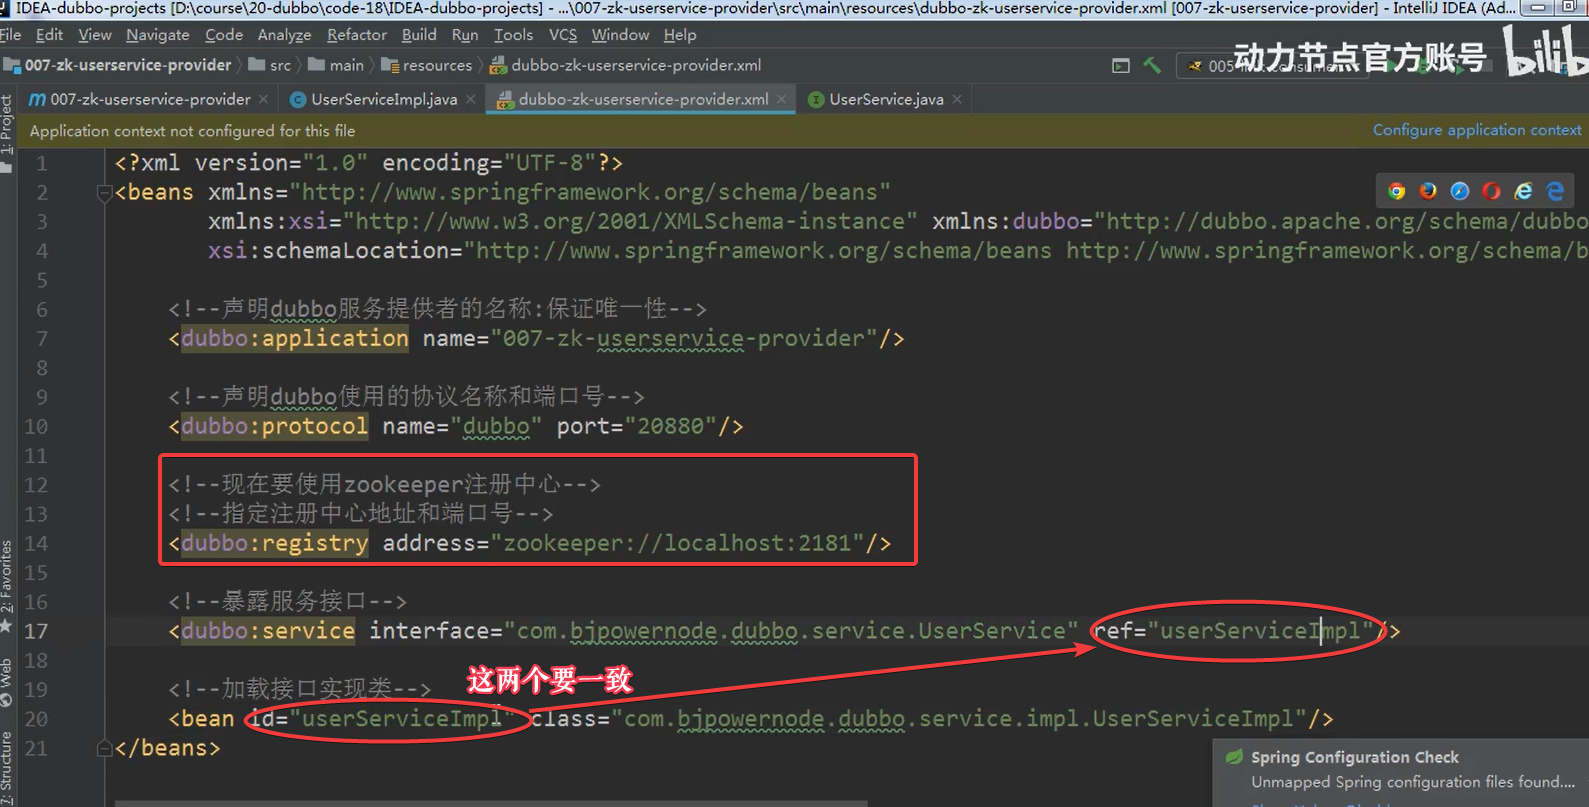 IDEA-dubbo-projects [D:\course\20-dubbo\code-18\IDEA-dubbo-projects] - ...\007-zk-userservice-provider\src\main\resources\dubbo-zk-userservice-provider.xml [007-zk-userservice-provider] - IntelliJ IDEA (Ad...
File Edit View Navigate Code Analyze Refactor Build Run Tools VCS Window Help
动力节点官方账号 bilib
007-zk-userservice-provider src main resources dubbo-zk-userservice-provider.xml
007-zk-userservice-provider UserServiceImpl.java dubbo-zk-userservice-provider.xml UserService.java
1: Project
Application context not configured for this file Configure application context
1 <?xml version="1.0" encoding="UTF-8"?>
2 <beans xmlns="http://www.springframework.org/schema/beans"
3 xmlns:xsi="http://www.w3.org/2001/XMLSchema-instance" xmlns:dubbo="http://dubbo.apache.org/schema/dubbo
4 xsi:schemaLocation="http://www.springframework.org/schema/beans http://www.springframework.org/schema/b
5
6 <!--声明dubbo服务提供者的名称:保证唯一性-->
7 <dubbo:application name="007-zk-userservice-provider"/>
8
9 <!--声明dubbo使用的协议名称和端口号-->
10 <dubbo:protocol name="dubbo" port="20880"/>
11
12 <!--现在要使用zookeeper注册中心-->
13 <!--指定注册中心地址和端口号-->
14 <dubbo:registry address="zookeeper://localhost:2181"/>
15
16 <!--暴露服务接口-->
17 <dubbo:service interface="com.bjpowernode.dubbo.service.UserService" ref="userServiceImpl"/>
18
这两个要一致
19 <!--加载接口实现类-->
20 <bean id="userServiceImpl" class="com.bjpowernode.dubbo.service.impl.UserServiceImpl"/>
21 </beans>
2: Favorites
Web
7: Structure
Spring Configuration Check
Unmapped Spring configuration files found....